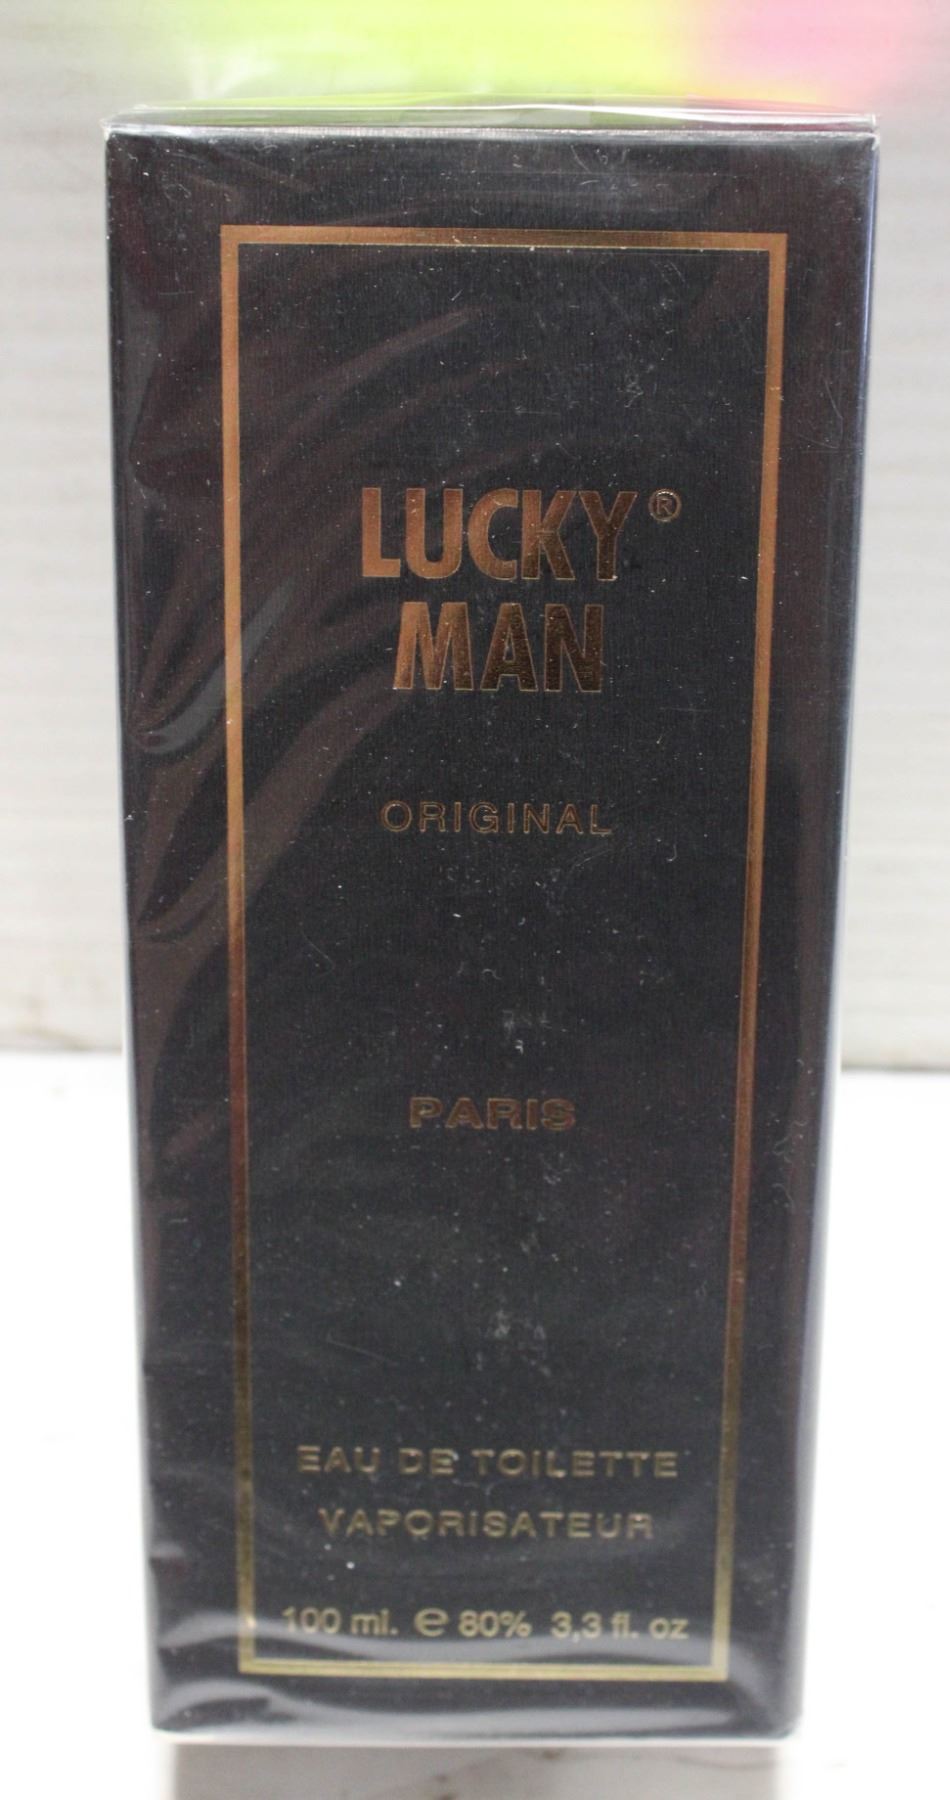 LUCKY®
MAN
ORIGINAL
PARIS
EAU DE TOILETTE
VAPORISATEUR
100 ml. ℮ 80% 3,3 fl. oz